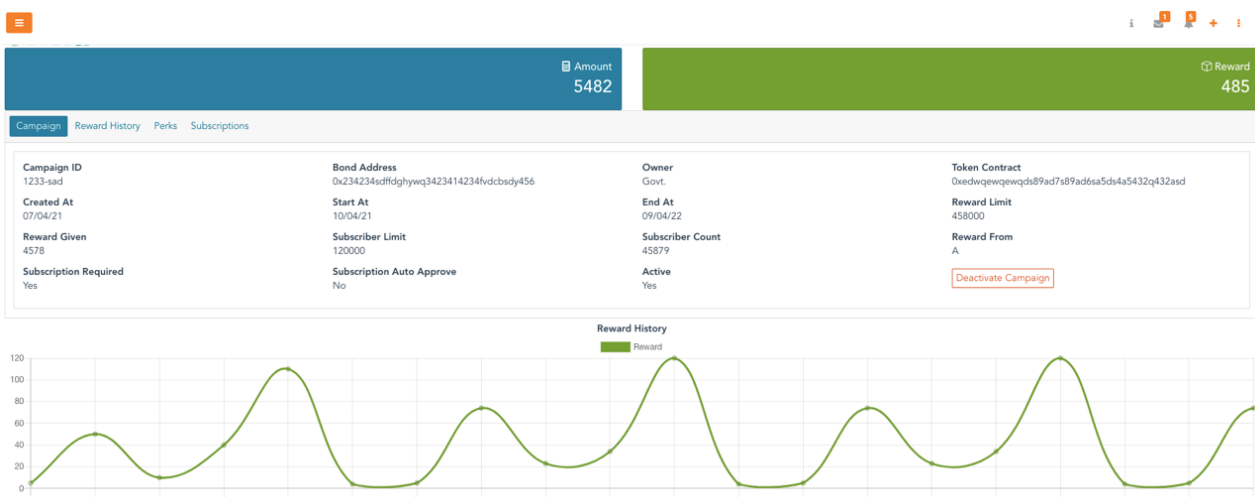 1
5
Amount
5482
Reward
485
Campaign Reward History Perks Subscriptions
Campaign ID Bond Address Owner Token Contract
1233-sad 0x234234sdffdghywq3423414234fvdcbsdy456 Govt. 0xedwqewqewqds89ad7s89ad6sa5ds4a5432q432asd
Created At Start At End At Reward Limit
07/04/21 10/04/21 09/04/22 458000
Reward Given Subscriber Limit Subscriber Count Reward From
4578 120000 45879 A
Subscription Required Subscription Auto Approve Active Deactivate Campaign
Yes No Yes
Reward History
Reward
120
100
80
60
40
20
0